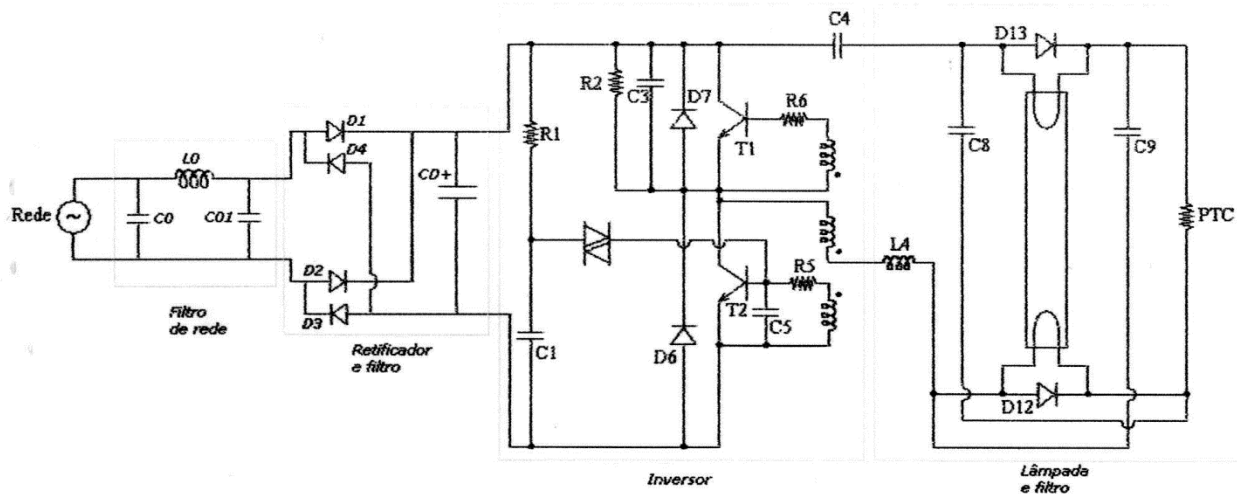 C4
D13
R2
C3
D7
R6
R1
T1
C8
C9
D1
D4
L0
CD+
Rede
~
C0
C01
PTC
L4
D2
R5
T2
C5
D3
Filtro
de rede
C1
D6
Retificador
e filtro
D12
Inversor
Lâmpada
e filtro